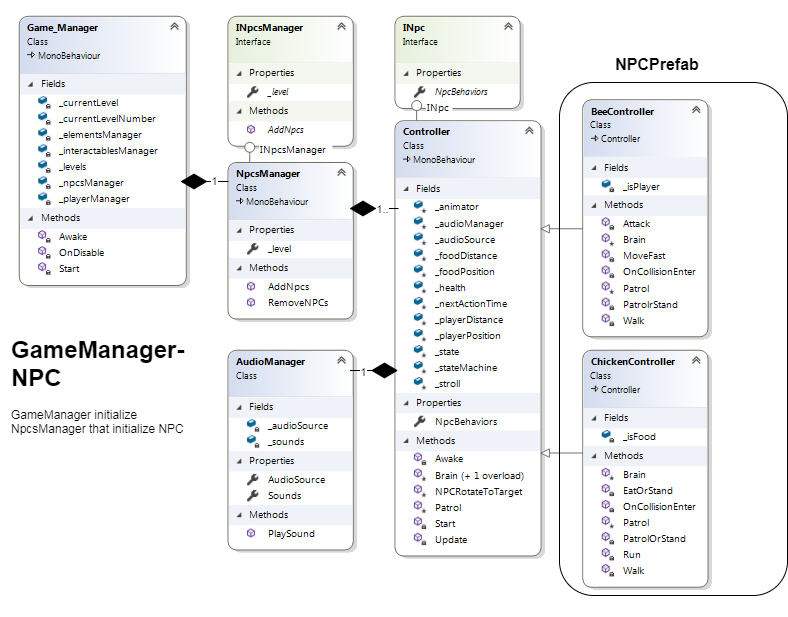 Game_Manager
Class
MonoBehaviour
Fields
_currentLevel
_currentLevelNumber
_elementsManager
_interactablesManager
_levels
_npcsManager
_playerManager
Methods
Awake
OnDisable
Start
INpcsManager
Interface
Properties
_level
Methods
AddNpcs
INpcsManager
NpcsManager
Class
MonoBehaviour
Properties
_level
Methods
AddNpcs
RemoveNPCs
1
1..
INpc
Interface
Properties
NpcBehaviors
INpc
Controller
Class
MonoBehaviour
Fields
_animator
_audioManager
_audioSource
_foodDistance
_foodPosition
_health
_nextActionTime
_playerDistance
_playerPosition
_state
_stateMachine
_stroll
Properties
NpcBehaviors
Methods
Awake
Brain (+ 1 overload)
NPCRotateToTarget
Patrol
Start
Update
AudioManager
Class
Fields
_audioSource
_sounds
Properties
AudioSource
Sounds
Methods
PlaySound
1
NPCPrefab
BeeController
Class
Controller
Fields
_isPlayer
Methods
Attack
Brain
MoveFast
OnCollisionEnter
Patrol
PatrolrStand
Walk
ChickenController
Class
Controller
Fields
_isFood
Methods
Brain
EatOrStand
OnCollisionEnter
Patrol
PatrolOrStand
Run
Walk
GameManager-
NPC
GameManager initialize
NpcsManager that initialize NPC